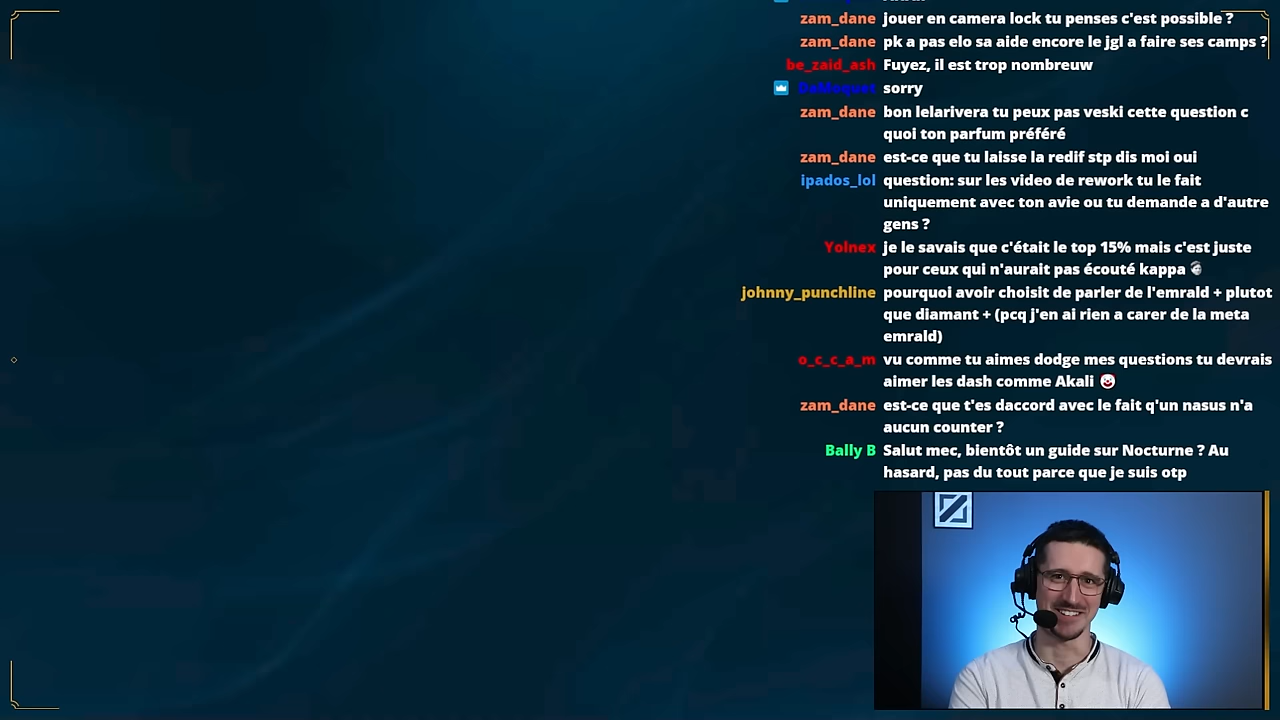 zam_dane jouer en camera lock tu penses c'est possible ?
zam_dane pk a pas elo sa aide encore le jgl a faire ses camps ?
be_zaid_ash Fuyez, il est trop nombreuw
DaMoquet sorry
zam_dane bon lelarivera tu peux pas veski cette question c
quoi ton parfum préféré
zam_dane est-ce que tu laisse la redif stp dis moi oui
ipados_lol question: sur les video de rework tu le fait
uniquement avec ton avie ou tu demande a d'autre
gens ?
Yolnex je le savais que c'était le top 15% mais c'est juste
pour ceux qui n'aurait pas écouté kappa
johnny_punchline pourquoi avoir choisit de parler de l'emrald + plutot
que diamant + (pcq j'en ai rien a carer de la meta
emrald)
o_c_c_a_m vu comme tu aimes dodge mes questions tu devrais
aimer les dash comme Akali
zam_dane est-ce que t'es daccord avec le fait q'un nasus n'a
aucun counter ?
Bally B Salut mec, bientôt un guide sur Nocturne ? Au
hasard, pas du tout parce que je suis otp